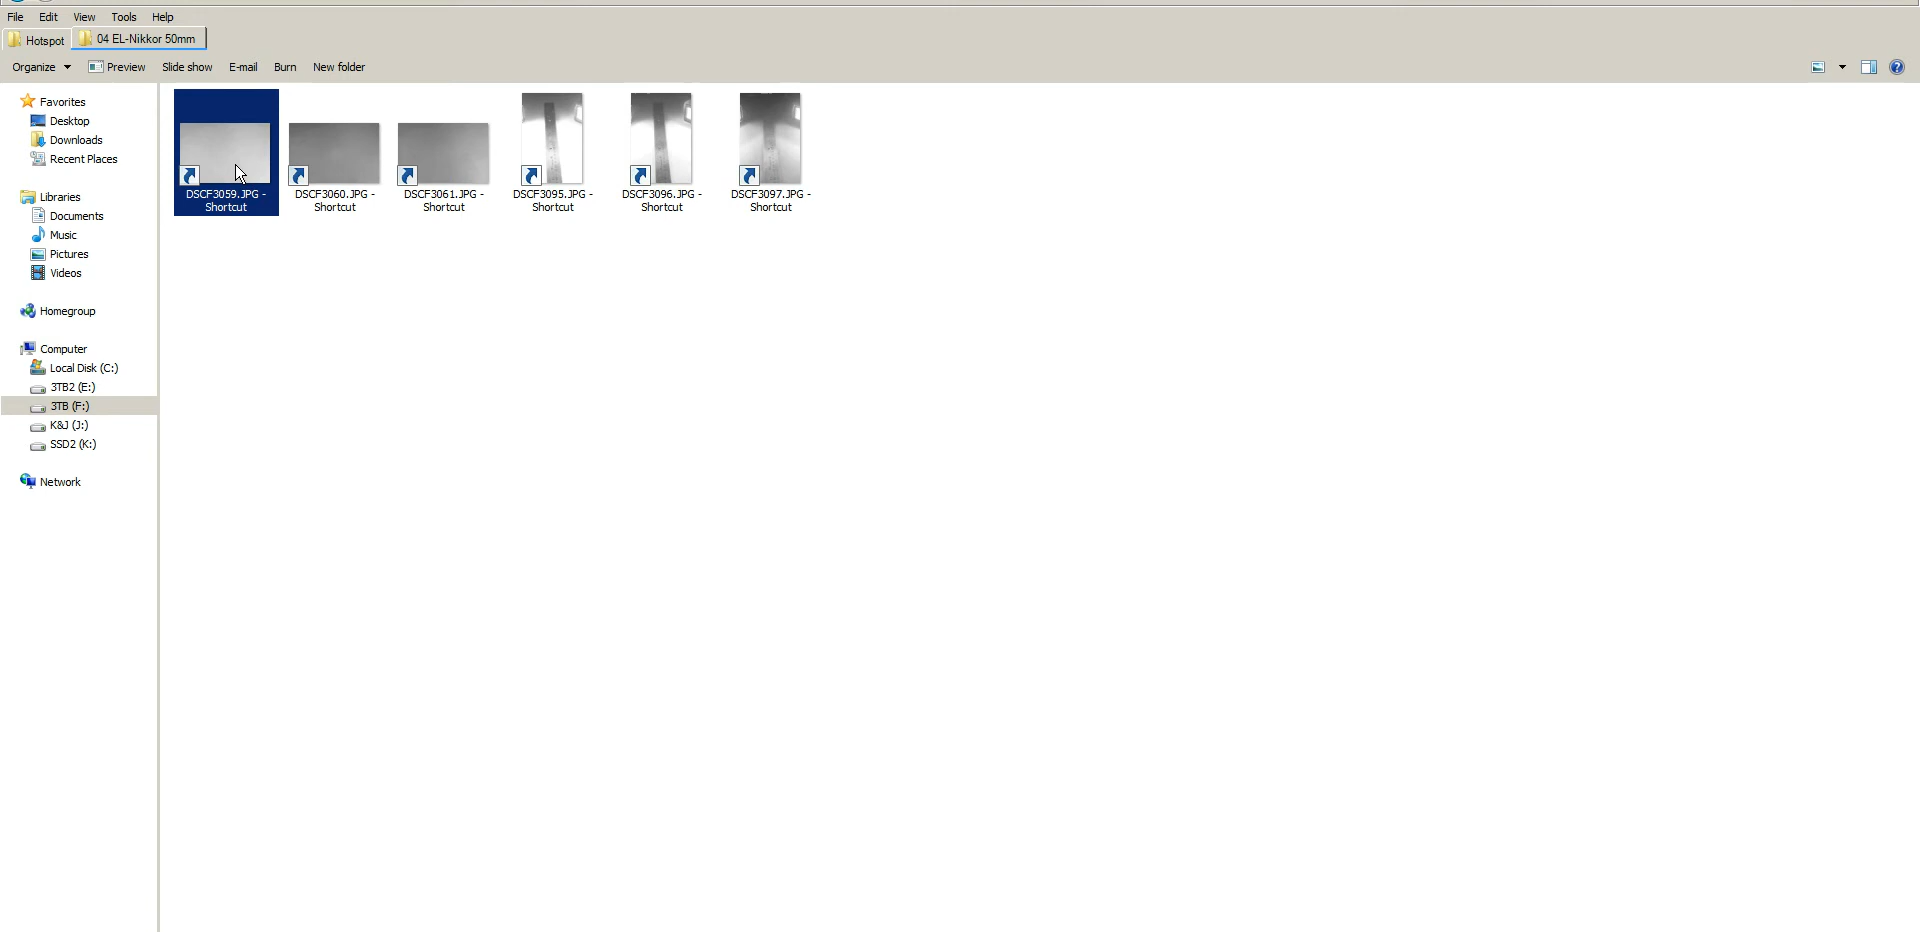 File Edit View Tools Help
Hotspot 04 EL-Nikkor 50mm
Organize Preview Slide show E-mail Burn New folder
Favorites
Desktop
Downloads
Recent Places
Libraries
Documents
Music
Pictures
Videos
Homegroup
Computer
Local Disk (C:)
3TB2 (E:)
3TB (F:)
K&J (J:)
SSD2 (K:)
Network
DSCF3059.JPG - DSCF3060.JPG - DSCF3061.JPG - DSCF3095.JPG - DSCF3096.JPG - DSCF3097.JPG -
Shortcut Shortcut Shortcut Shortcut Shortcut Shortcut